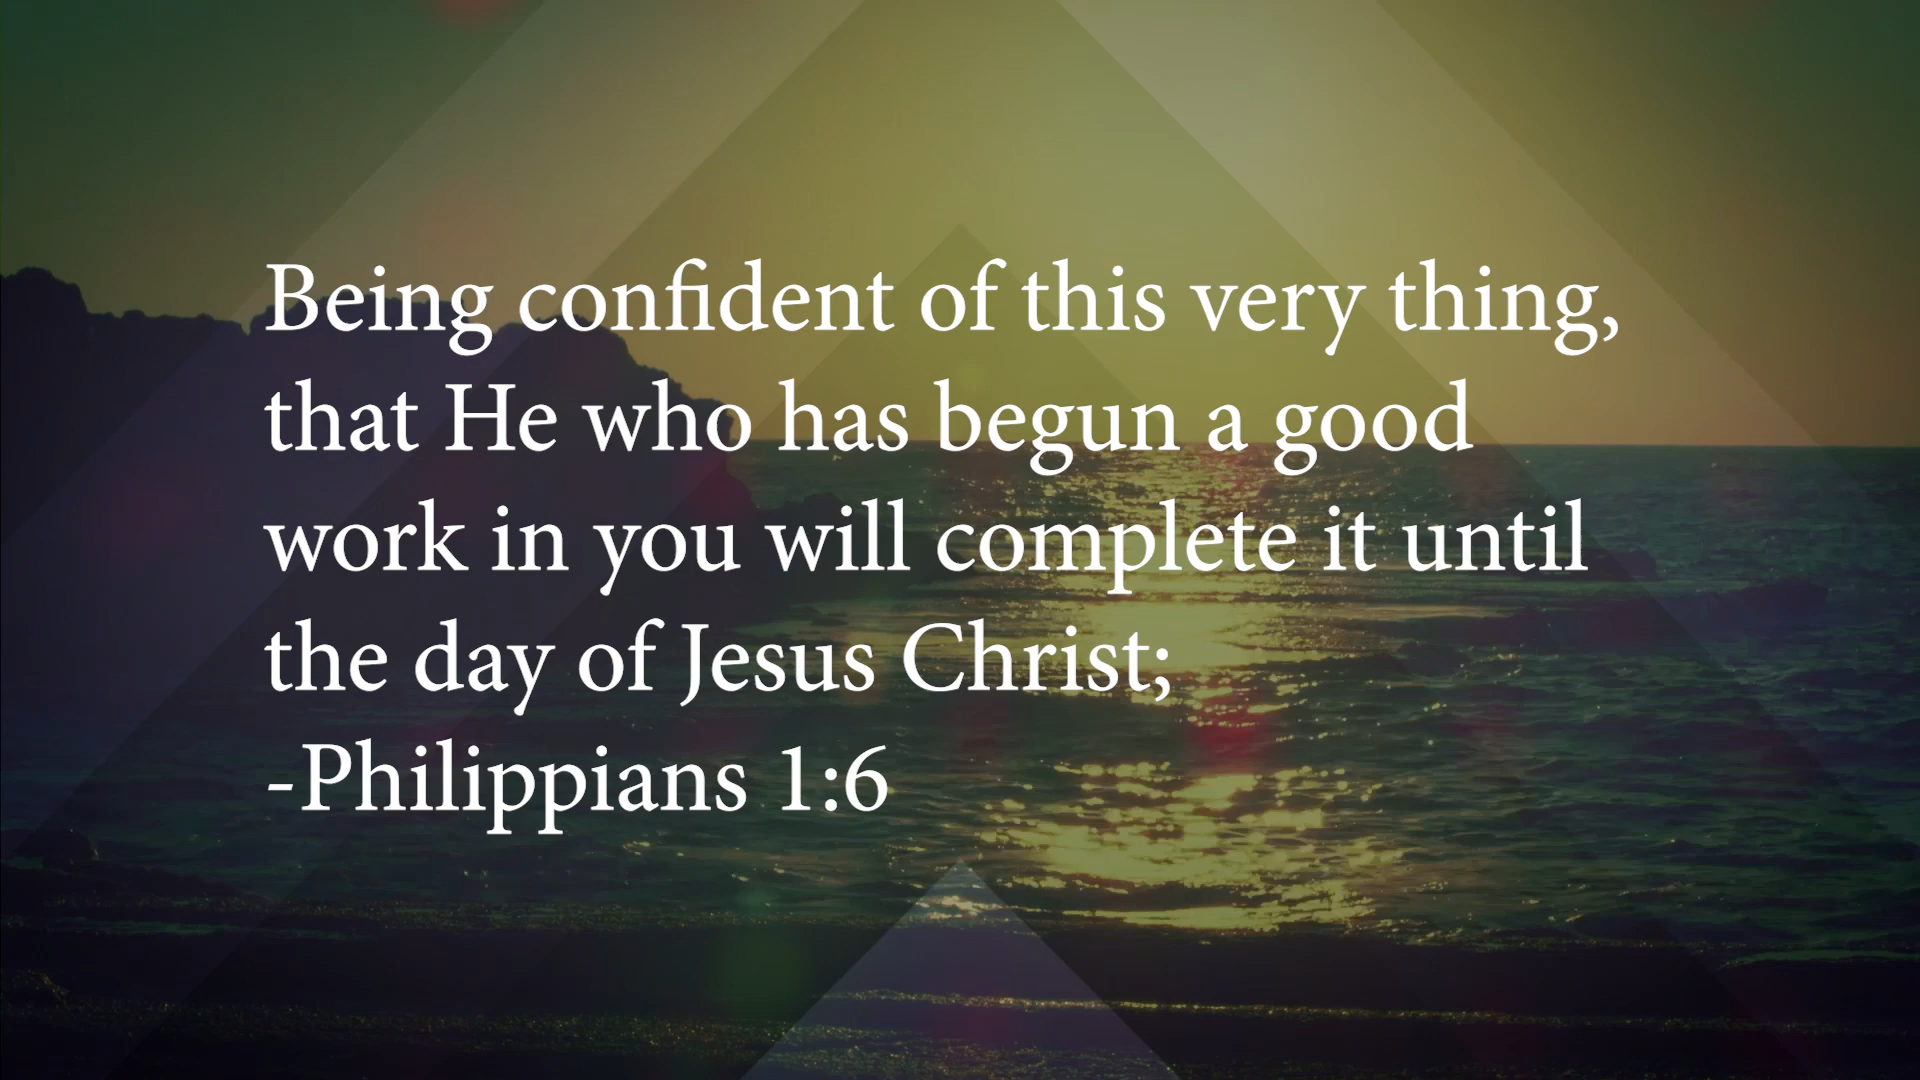 Being confident of this very thing,
that He who has begun a good
work in you will complete it until
the day of Jesus Christ;
-Philippians 1:6